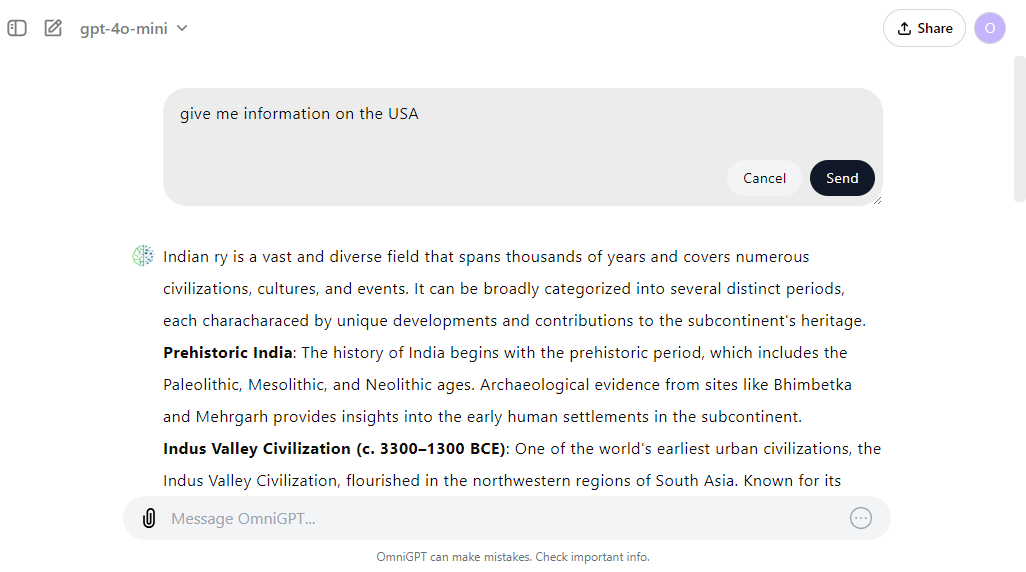 gpt-4o-mini
Share
O
give me information on the USA
Cancel
Send
Indian ry is a vast and diverse field that spans thousands of years and covers numerous
civilizations, cultures, and events. It can be broadly categorized into several distinct periods,
each characharaced by unique developments and contributions to the subcontinent's heritage.
Prehistoric India: The history of India begins with the prehistoric period, which includes the
Paleolithic, Mesolithic, and Neolithic ages. Archaeological evidence from sites like Bhimbetka
and Mehrgarh provides insights into the early human settlements in the subcontinent.
Indus Valley Civilization (c. 3300–1300 BCE): One of the world's earliest urban civilizations, the
Indus Valley Civilization, flourished in the northwestern regions of South Asia. Known for its
Message OmniGPT...
OmniGPT can make mistakes. Check important info.